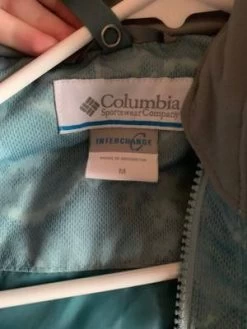 Columbia
Sportswear Company
INTERCHANGE
M